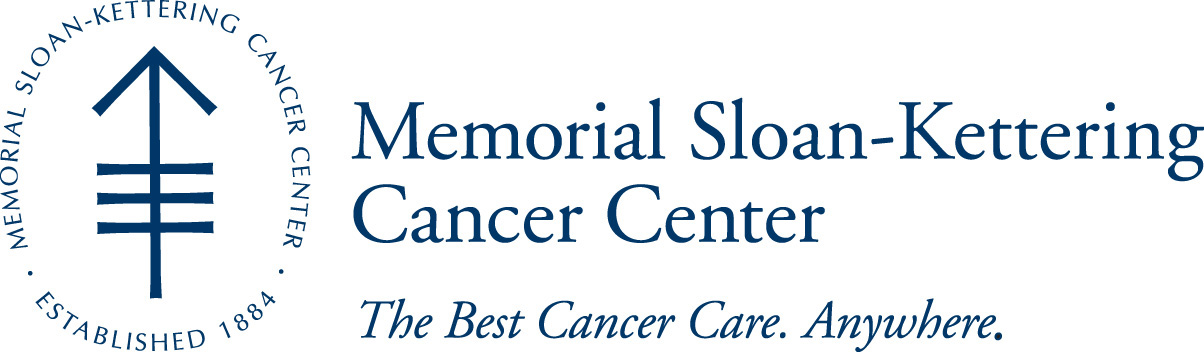 MEMORIAL SLOAN-KETTERING CANCER CENTER
· ESTABLISHED 1884 ·
Memorial Sloan-Kettering
Cancer Center
The Best Cancer Care. Anywhere.